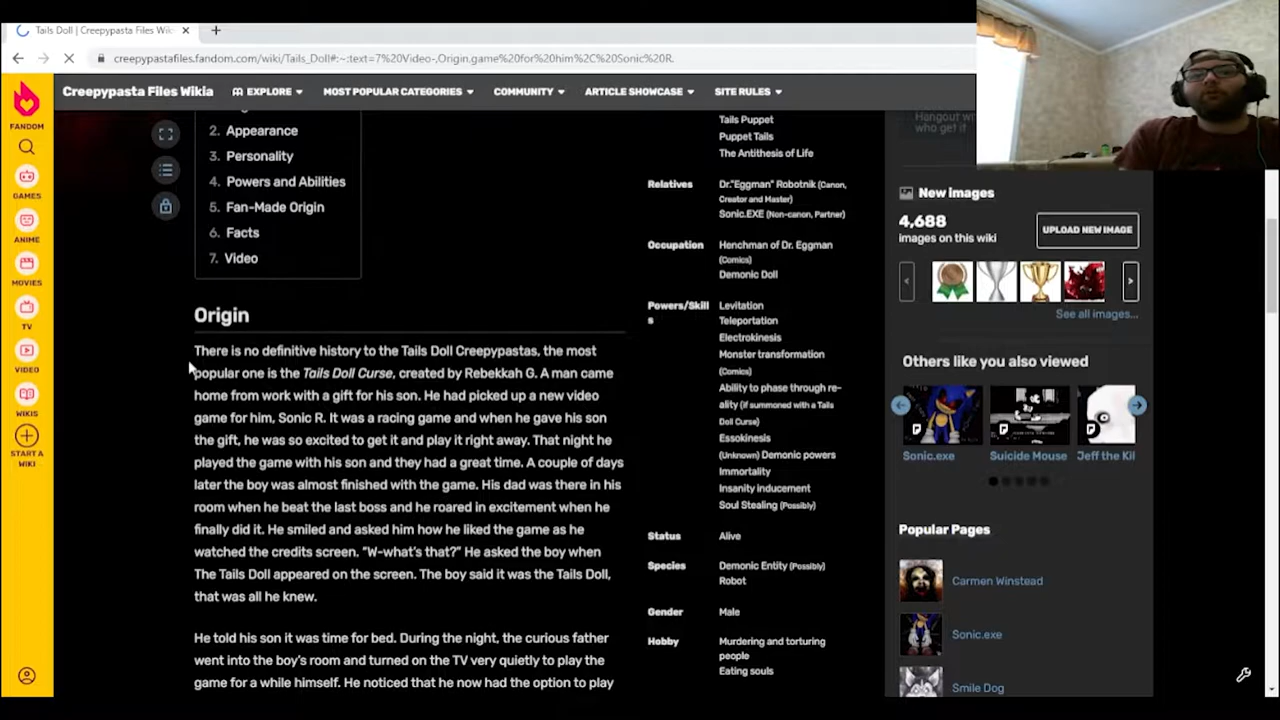 Tails Doll | Creepypasta Files Wik
creepypastafiles.fandom.com/wiki/Tails_Doll#:~:text=7%20Video-,Origin,game%20for%20him%2C%20Sonic%20R.
FANDOM
GAMES
ANIME
MOVIES
TV
VIDEO
WIKIS
START A
WIKI
Creepypasta Files Wikia
EXPLORE
MOST POPULAR CATEGORIES
COMMUNITY
ARTICLE SHOWCASE
SITE RULES
2. Appearance
3. Personality
4. Powers and Abilities
5. Fan-Made Origin
6. Facts
7. Video
Origin
There is no definitive history to the Tails Doll Creepypastas, the most
popular one is the Tails Doll Curse, created by Rebekkah G. A man came
home from work with a gift for his son. He had picked up a new video
game for him, Sonic R. It was a racing game and when he gave his son
the gift, he was so excited to get it and play it right away. That night he
played the game with his son and they had a great time. A couple of days
later the boy was almost finished with the game. His dad was there in his
room when he beat the last boss and he roared in excitement when he
finally did it. He smiled and asked him how he liked the game as he
watched the credits screen. "W-what's that?" He asked the boy when
The Tails Doll appeared on the screen. The boy said it was the Tails Doll,
that was all he knew.
He told his son it was time for bed. During the night, the curious father
went into the boy's room and turned on the TV very quietly to play the
game for a while himself. He noticed that he now had the option to play
Tails Puppet
Puppet Tails
The Antithesis of Life
Relatives
Dr."Eggman" Robotnik (Canon,
Creator and Master)
Sonic.EXE (Non-canon, Partner)
Occupation
Henchman of Dr. Eggman
(Comics)
Demonic Doll
Powers/Skill
s
Levitation
Teleportation
Electrokinesis
Monster transformation
(Comics)
Ability to phase through re-
ality (if summoned with a Tails
Doll Curse)
Essokinesis
(Unknown) Demonic powers
Immortality
Insanity inducement
Soul Stealing (Possibly)
Status
Alive
Species
Demonic Entity (Possibly)
Robot
Gender
Male
Hobby
Murdering and torturing
people
Eating souls
Hangout wi
who get it
New Images
4,688
images on this wiki
UPLOAD NEW IMAGE
See all images...
Others like you also viewed
Sonic.exe
Suicide Mouse
Jeff the Kil
Popular Pages
Carmen Winstead
Sonic.exe
Smile Dog